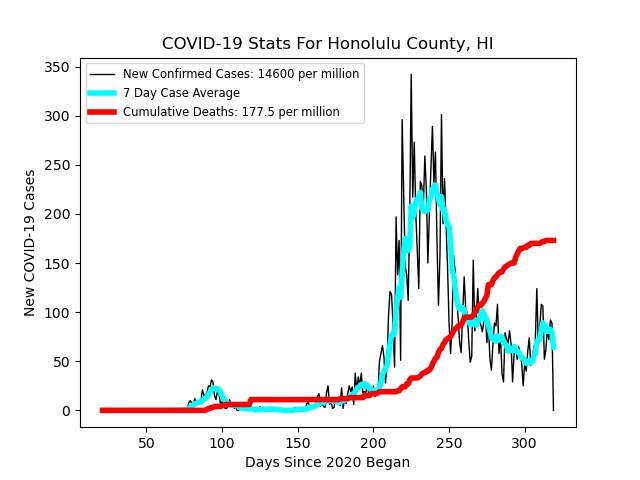 COVID-19 Stats For Honolulu County, HI
New Confirmed Cases: 14600 per million
7 Day Case Average
Cumulative Deaths: 177.5 per million
New COVID-19 Cases
350
300
250
200
150
100
50
0
50 100 150 200 250 300
Days Since 2020 Began